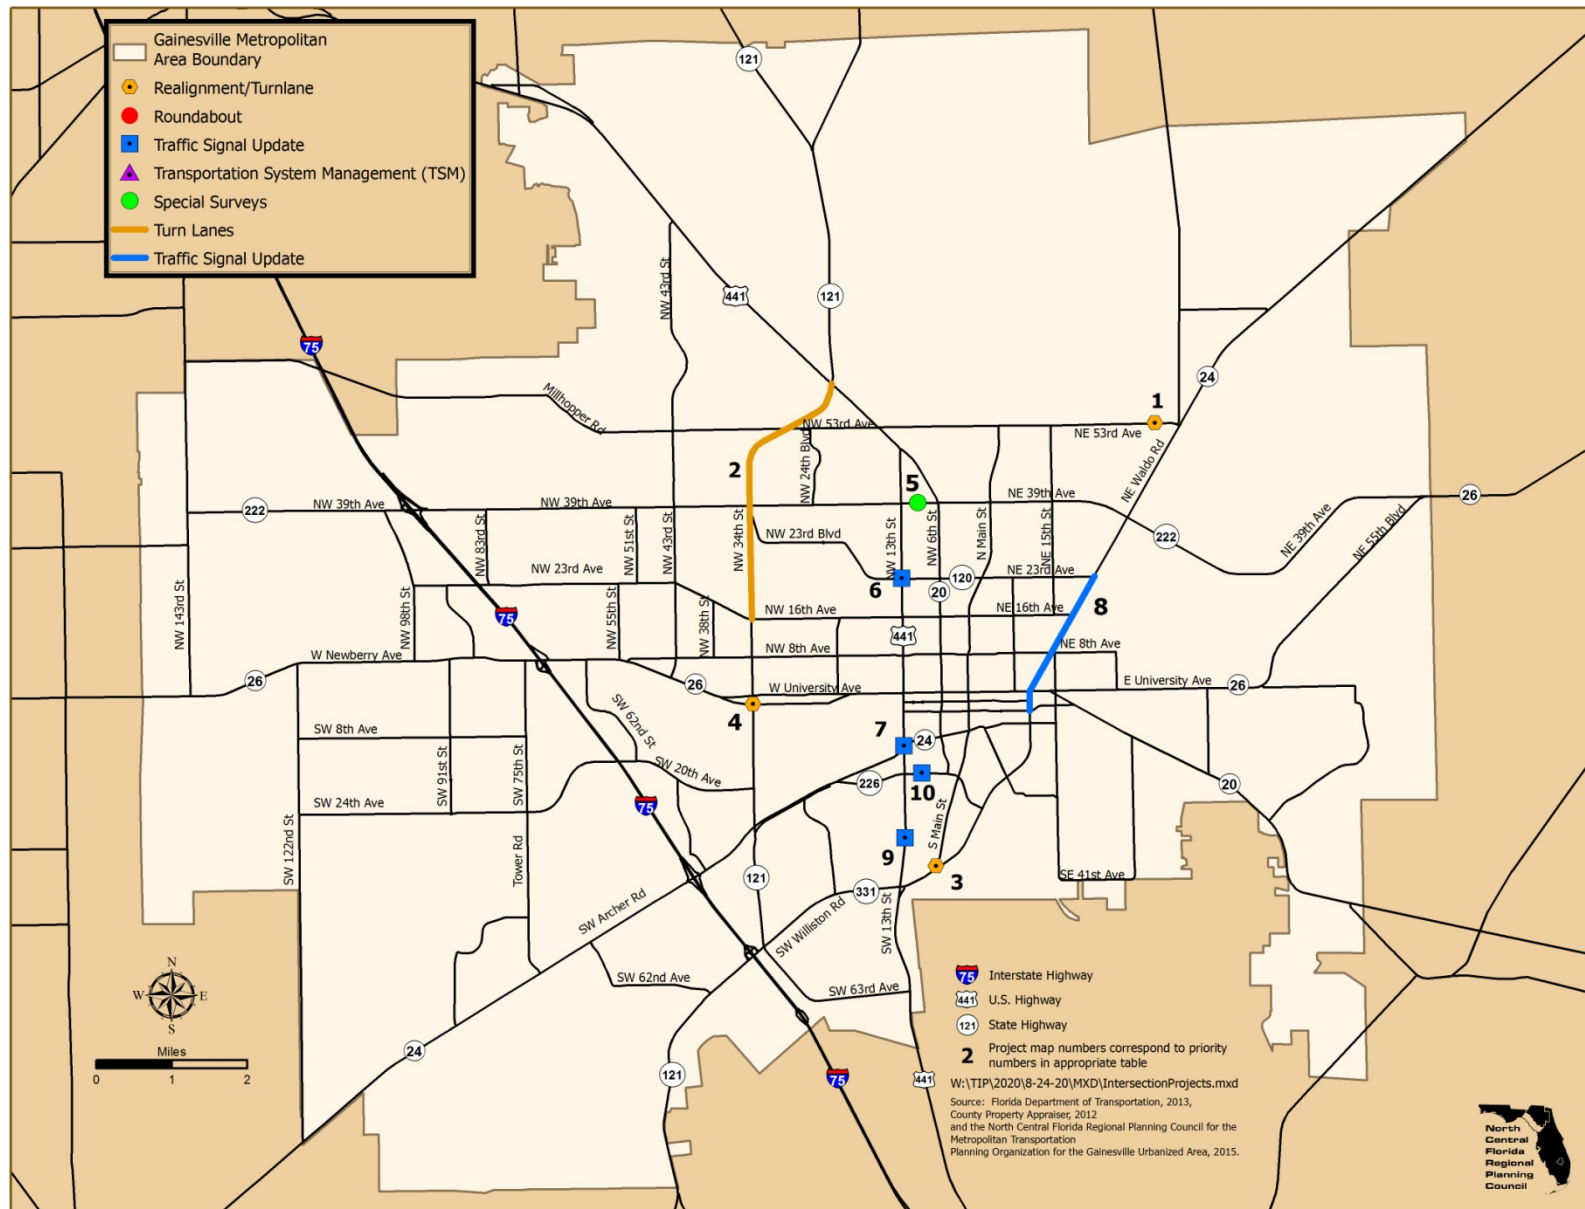 Gainesville Metropolitan
Area Boundary
Realignment/Turnlane
Roundabout
Traffic Signal Update
Transportation System Management (TSM)
Special Surveys
Turn Lanes
Traffic Signal Update
121
441
121
NW 43rd St
75
24
Millhopper Rd
1
NW 53rd Ave
NE 53rd Ave
NW 24th Blvd
2
5
NE Waldo Rd
222
NW 39th Ave
NW 39th Ave
NE 39th Ave
26
222
NE 39th Ave
NE 55th Blvd
NW 83rd St
NW 51st St
NW 43rd St
NW 34th St
NW 23rd Blvd
NW 13th St
NW 6th St
N Main St
NE 15th St
NW 23rd Ave
6
120
NE 23rd Ave
20
8
NW 143rd St
NW 98th St
75
NW 55th St
NW 38th St
NW 16th Ave
NE 16th Ave
441
W Newberry Ave
NW 8th Ave
NE 8th Ave
26
26
W University Ave
E University Ave
26
4
SW 62nd St
SW 8th Ave
7
24
SW 91st St
SW 75th St
SW 20th Ave
226
10
20
SW 24th Ave
75
S Main St
SW 122nd St
9
Tower Rd
121
331
3
SE 41st Ave
SW Archer Rd
SW Williston Rd
SW 13th St
SW 62nd Ave
SW 63rd Ave
24
121
75
441
N
W
E
S
Miles
0
1
2
75
Interstate Highway
441
U.S. Highway
121
State Highway
2
Project map numbers correspond to priority
numbers in appropriate table
W:\TIP\2020\8-24-20\MXD\IntersectionProjects.mxd
Source: Florida Department of Transportation, 2013,
County Property Appraiser, 2012
and the North Central Florida Regional Planning Council for the
Metropolitan Transportation
Planning Organization for the Gainesville Urbanized Area, 2015.
North
Central
Florida
Regional
Planning
Council